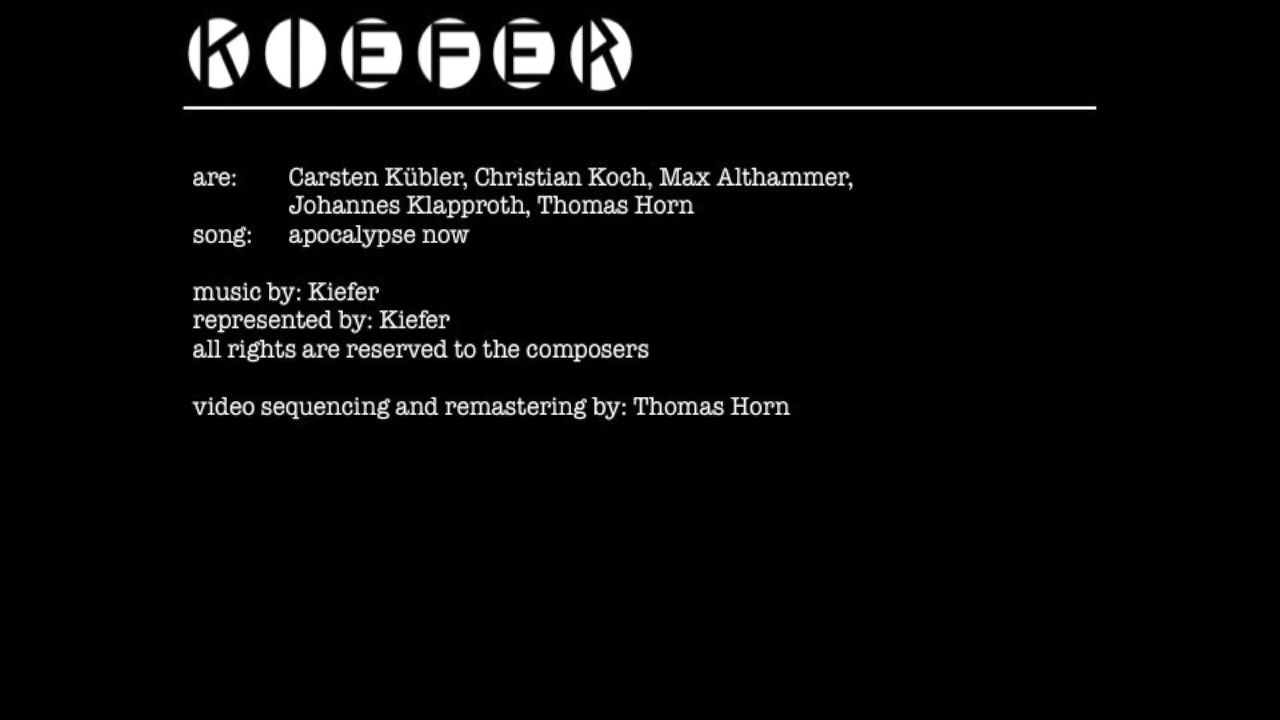 KIEFER
are: Carsten Kübler, Christian Koch, Max Althammer,
Johannes Klapproth, Thomas Horn
song: apocalypse now
music by: Kiefer
represented by: Kiefer
all rights are reserved to the composers
video sequencing and remastering by: Thomas Horn